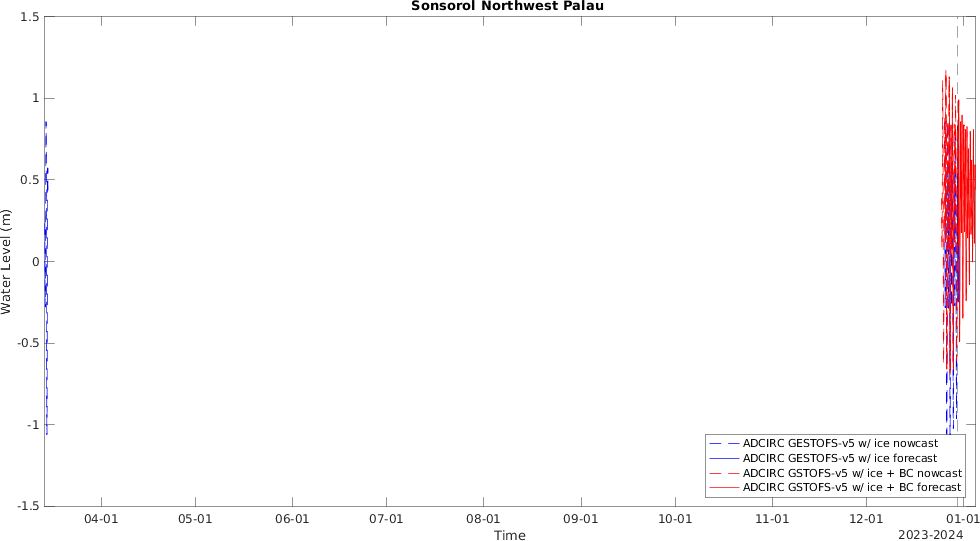 Sonsorol Northwest Palau
1.5
1
0.5
0
-0.5
-1
-1.5
Water Level (m)
ADCIRC GESTOFS-v5 w/ ice nowcast
ADCIRC GESTOFS-v5 w/ ice forecast
ADCIRC GSTOFS-v5 w/ ice + BC nowcast
ADCIRC GSTOFS-v5 w/ ice + BC forecast
04-01 05-01 06-01 07-01 08-01 09-01 10-01 11-01 12-01 01-01
Time
2023-2024